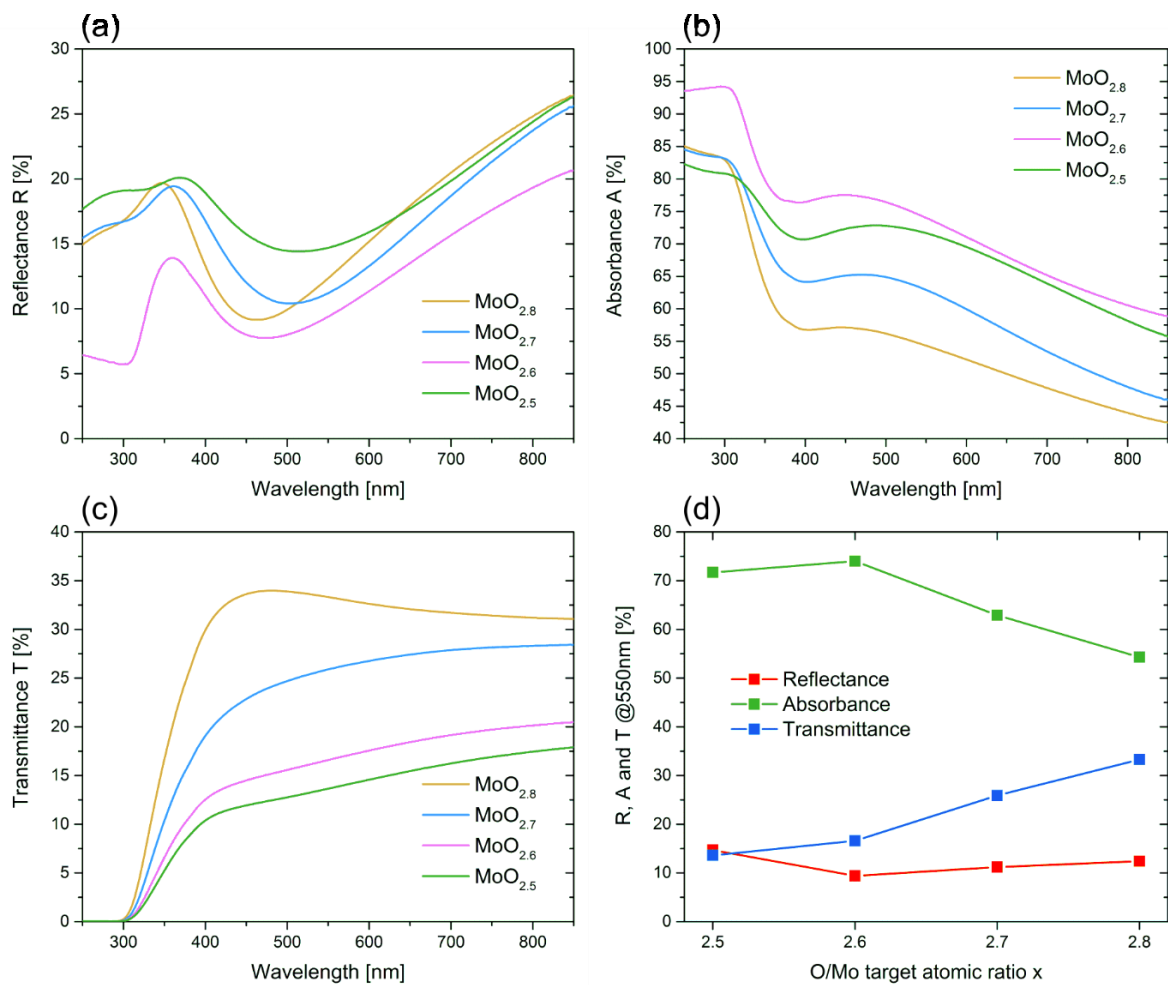 (a)
30
25
20
15
10
5
0
Reflectance R [%]
300 400 500 600 700 800
Wavelength [nm]
MoO2.8
MoO2.7
MoO2.6
MoO2.5
(b)
100
95
90
85
80
75
70
65
60
55
50
45
40
Absorbance A [%]
300 400 500 600 700 800
Wavelength [nm]
MoO2.8
MoO2.7
MoO2.6
MoO2.5
(c)
40
35
30
25
20
15
10
5
0
Transmittance T [%]
300 400 500 600 700 800
Wavelength [nm]
MoO2.8
MoO2.7
MoO2.6
MoO2.5
(d)
80
70
60
50
40
30
20
10
0
R, A and T @550nm [%]
Reflectance
Absorbance
Transmittance
2.5 2.6 2.7 2.8
O/Mo target atomic ratio x